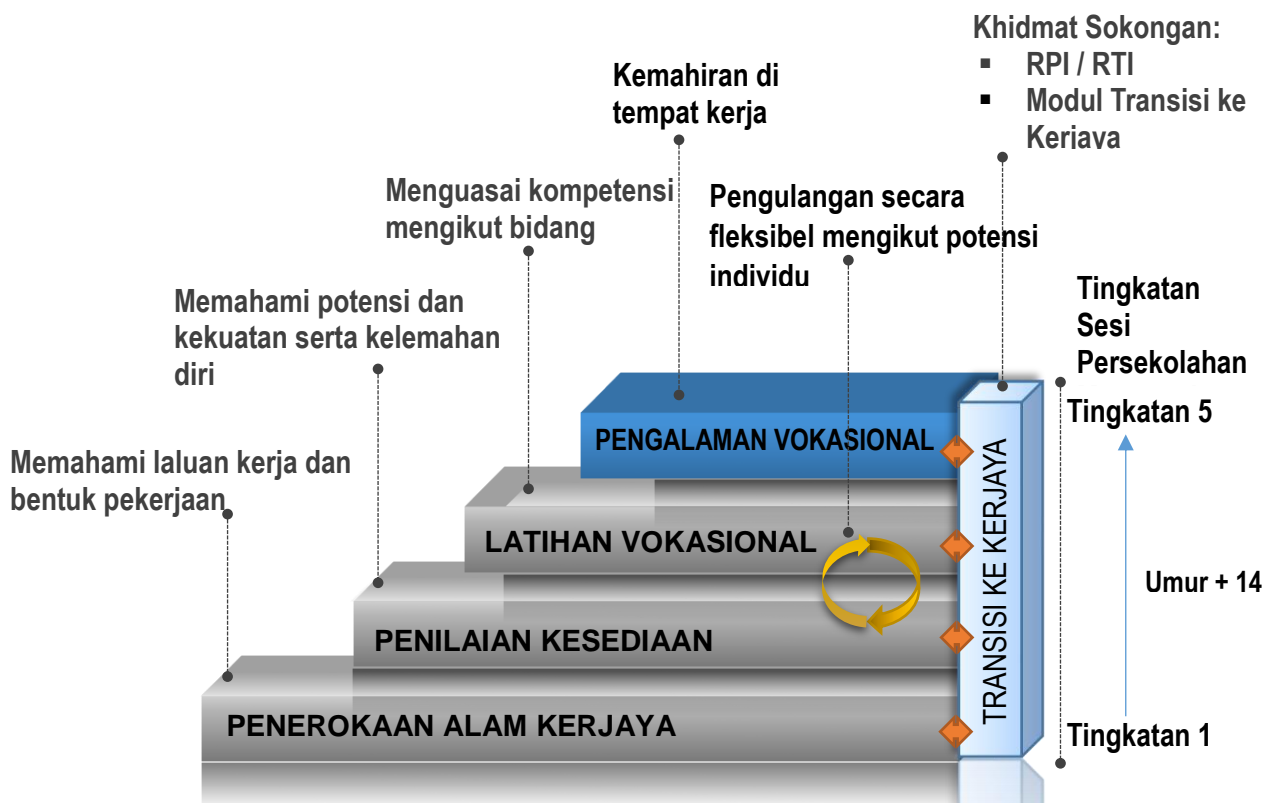 Khidmat Sokongan:
▪ RPI / RTI
▪ Modul Transisi ke
Kerjaya
Kemahiran di
tempat kerja
Menguasai kompetensi
mengikut bidang
Pengulangan secara
fleksibel mengikut potensi
individu
Memahami potensi dan
kekuatan serta kelemahan
diri
Tingkatan
Sesi
Persekolahan
Tingkatan 5
Memahami laluan kerja dan
bentuk pekerjaan
PENGALAMAN VOKASIONAL
LATIHAN VOKASIONAL
PENILAIAN KESEDIAAN
PENEROKAAN ALAM KERJAYA
TRANSISI KE KERJAYA
Umur + 14
Tingkatan 1